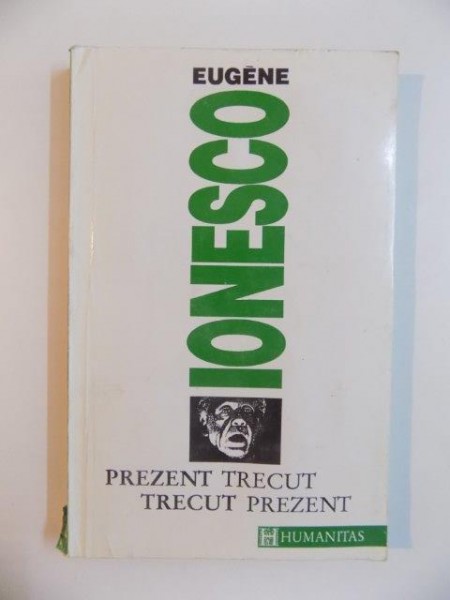 EUGÈNE
IONESCO
PREZENT TRECUT
TRECUT PREZENT
HUMANITAS